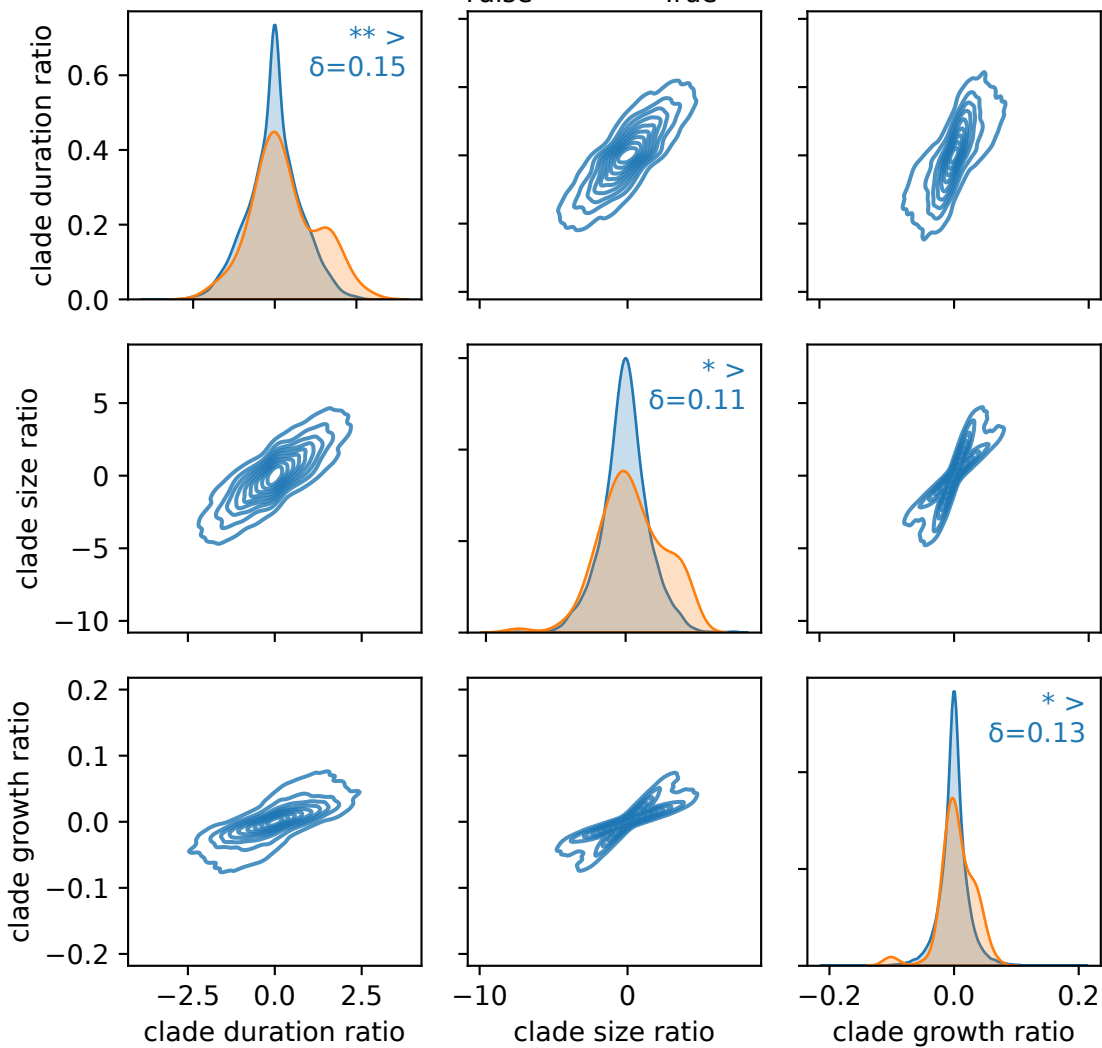 clade duration ratio
0.6
0.4
0.2
0.0
** >
δ=0.15
clade size ratio
5
0
−5
−10
* >
δ=0.11
clade growth ratio
0.2
0.1
0.0
−0.1
−0.2
* >
δ=0.13
−2.5 0.0 2.5
−10 0
−0.2 0.0 0.2
clade duration ratio
clade size ratio
clade growth ratio